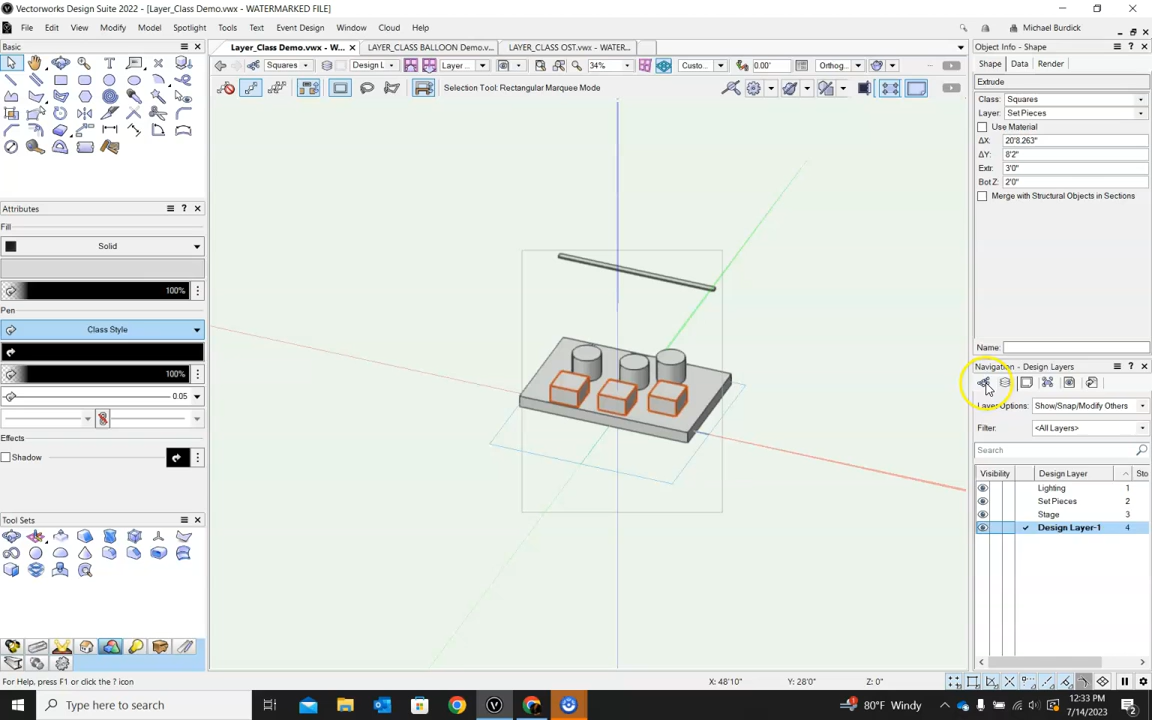 Vectorworks Design Suite 2022 - [Layer_Class Demo.vwx - WATERMARKED FILE]
File Edit View Modify Model Spotlight Tools Text Event Design Window Cloud Help
Michael Burdick
Basic
Layer_Class Demo.vwx - W...
LAYER_CLASS BALLOON Demo.v...
LAYER_CLASS OST.vwx - WATER...
Object Info - Shape
Squares
Design L...
Layer ...
34%
Custo...
0.00°
Orthog...
Shape Data Render
Selection Tool: Rectangular Marquee Mode
Extrude
Class: Squares
Layer: Set Pieces
Use Material
ΔX: 20'8.263"
ΔY: 8'2"
Extr: 3'0"
Bot Z: 2'0"
Merge with Structural Objects in Sections
Attributes
Fill
Solid
100%
Pen
Class Style
100%
0.05
Effects
Shadow
Name:
Navigation - Design Layers
Layer Options: Show/Snap/Modify Others
Filter: <All Layers>
Search
Visibility Design Layer Sto
Lighting 1
Set Pieces 2
Stage 3
Design Layer-1 4
Tool Sets
For Help, press F1 or click the ? icon
X: 48'10" Y: 28'0" Z: 0"
Type here to search
80°F Windy
12:33 PM
7/14/2023
2